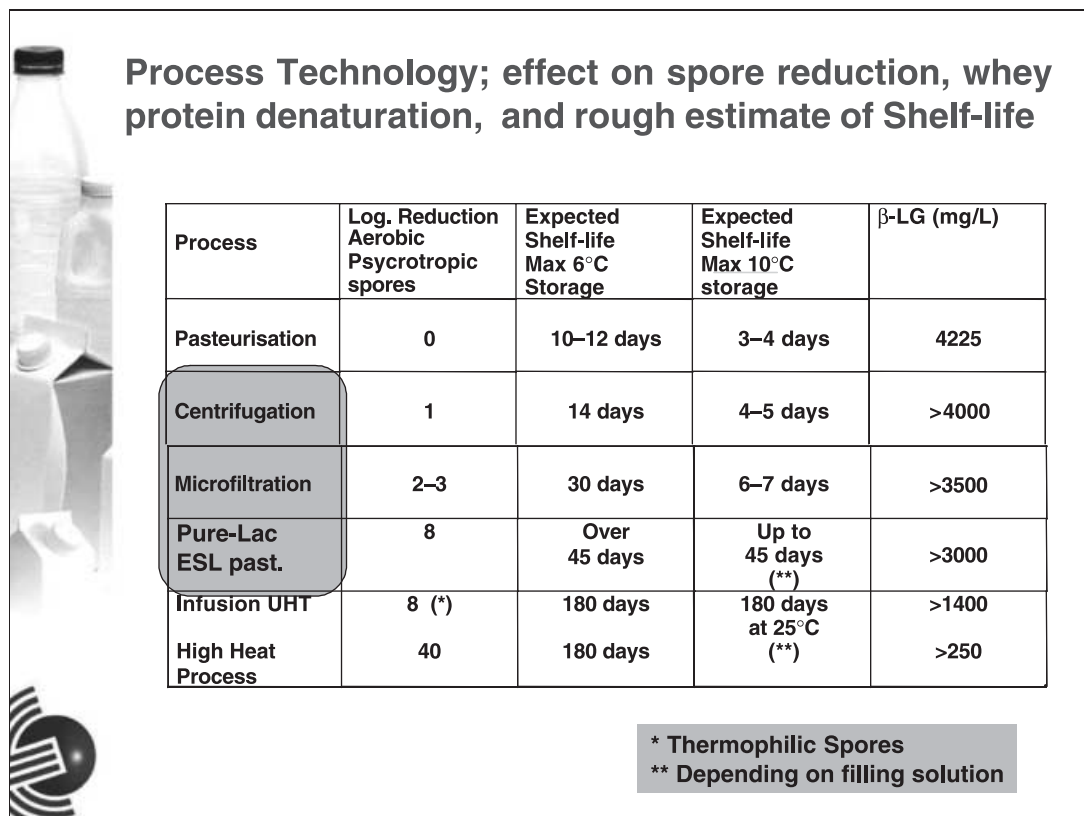 Process Technology; effect on spore reduction, whey
protein denaturation, and rough estimate of Shelf-life
Process
Log. Reduction
Aerobic
Psycrotropic
spores
Expected
Shelf-life
Max 6°C
Storage
Expected
Shelf-life
Max 10°C
storage
β-LG (mg/L)
Pasteurisation
0
10–12 days
3–4 days
4225
Centrifugation
1
14 days
4–5 days
>4000
Microfiltration
2–3
30 days
6–7 days
>3500
Pure-Lac
ESL past.
8
Over
45 days
Up to
45 days
(**)
>3000
Infusion UHT
8 (*)
180 days
180 days
at 25°C
(**)
>1400
High Heat
Process
40
180 days
>250
* Thermophilic Spores
** Depending on filling solution